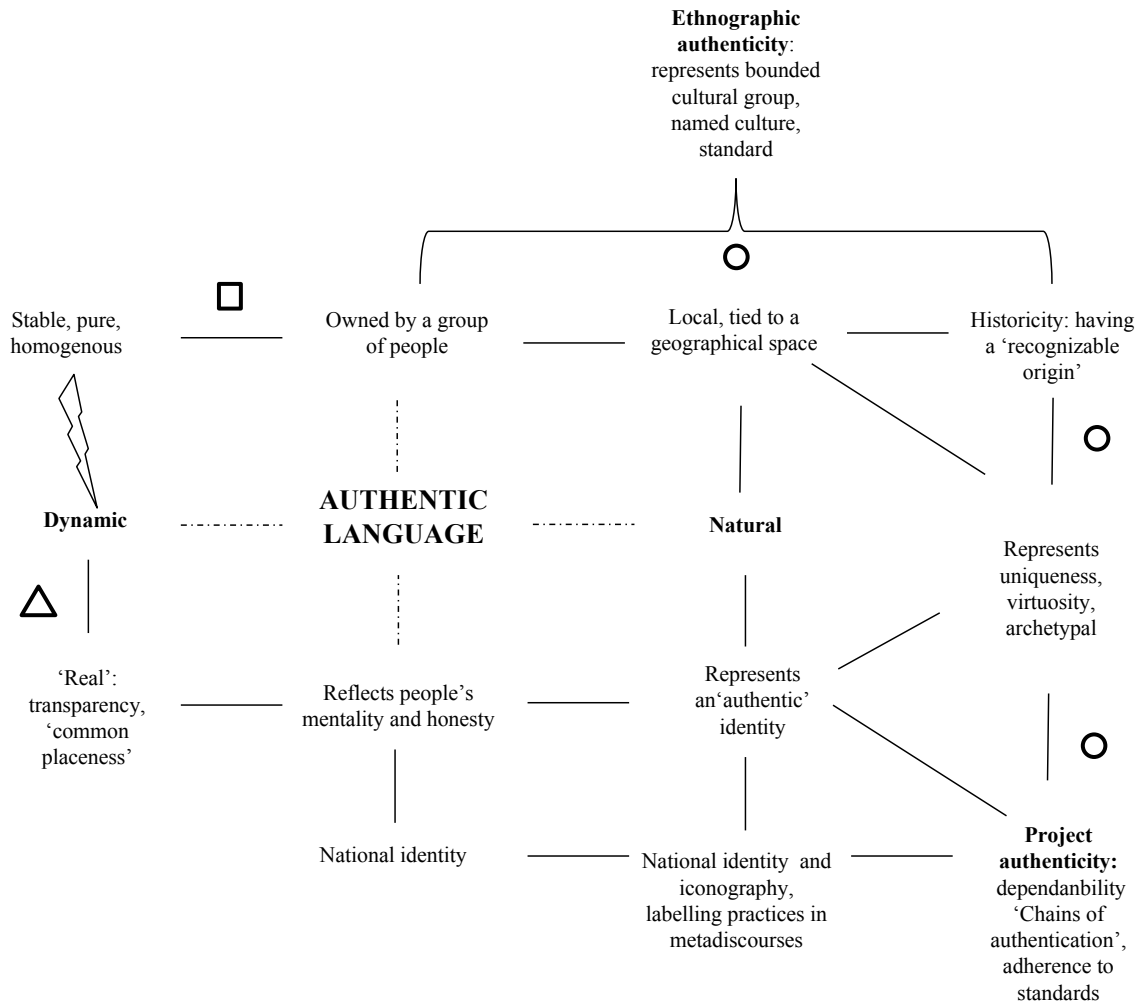 Ethnographic
authenticity:
represents bounded
cultural group,
named culture,
standard
Stable, pure,
homogenous
Owned by a group
of people
Local, tied to a
geographical space
Historicity: having
a ‘recognizable
origin’
Dynamic
AUTHENTIC
LANGUAGE
Natural
Represents
uniqueness,
virtuosity,
archetypal
‘Real’:
transparency,
‘common
placeness’
Reflects people’s
mentality and honesty
Represents
an‘authentic’
identity
National identity
National identity and
iconography,
labelling practices in
metadiscourses
Project
authenticity:
dependanbility
‘Chains of
authentication’,
adherence to
standards